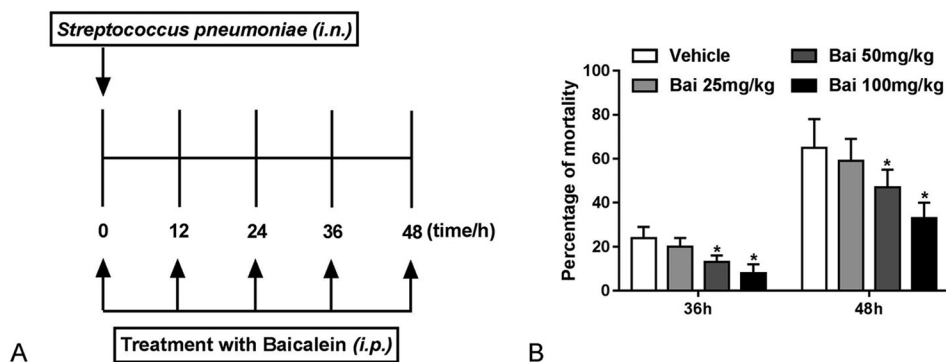 Streptococcus pneumoniae (i.n.)
0 12 24 36 48 (time/h)
Treatment with Baicalein (i.p.)
A
Vehicle Bai 50mg/kg
Bai 25mg/kg Bai 100mg/kg
Percentage of mortality
100
80
60
40
20
0
* * * *
36h 48h
B